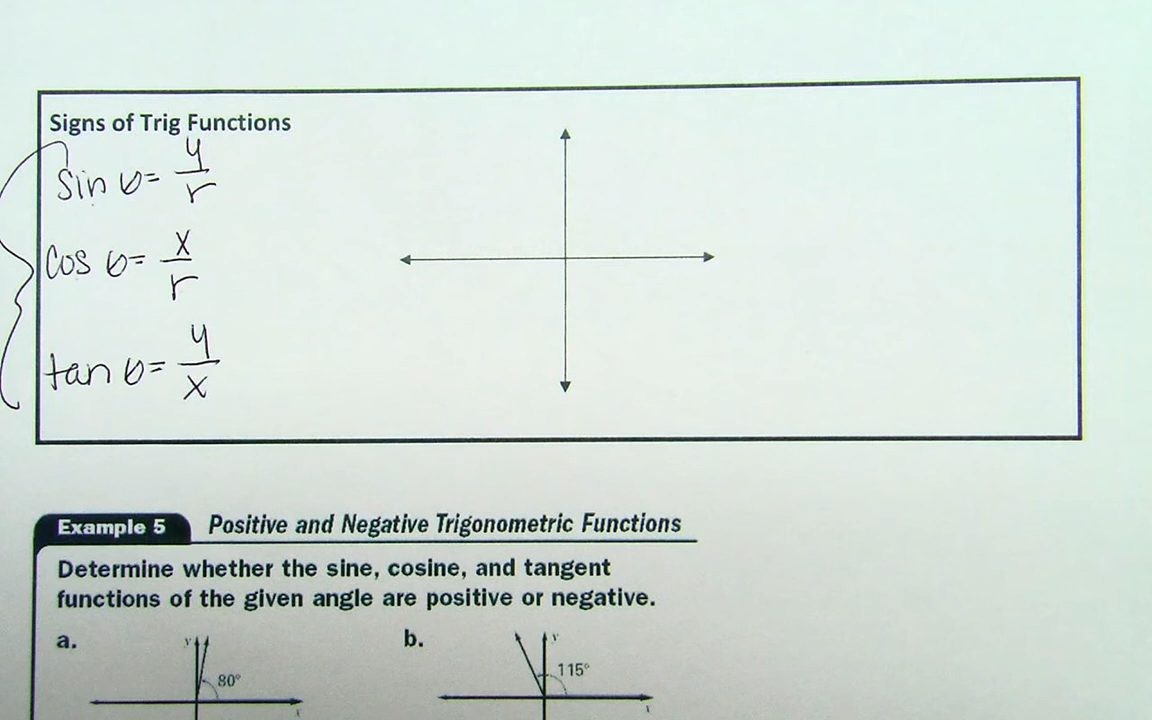 Signs of Trig Functions
sin θ = y/r
cos θ = x/r
tan θ = y/x
Example 5 Positive and Negative Trigonometric Functions
Determine whether the sine, cosine, and tangent
functions of the given angle are positive or negative.
a. b.
y y
80° 115°
x x